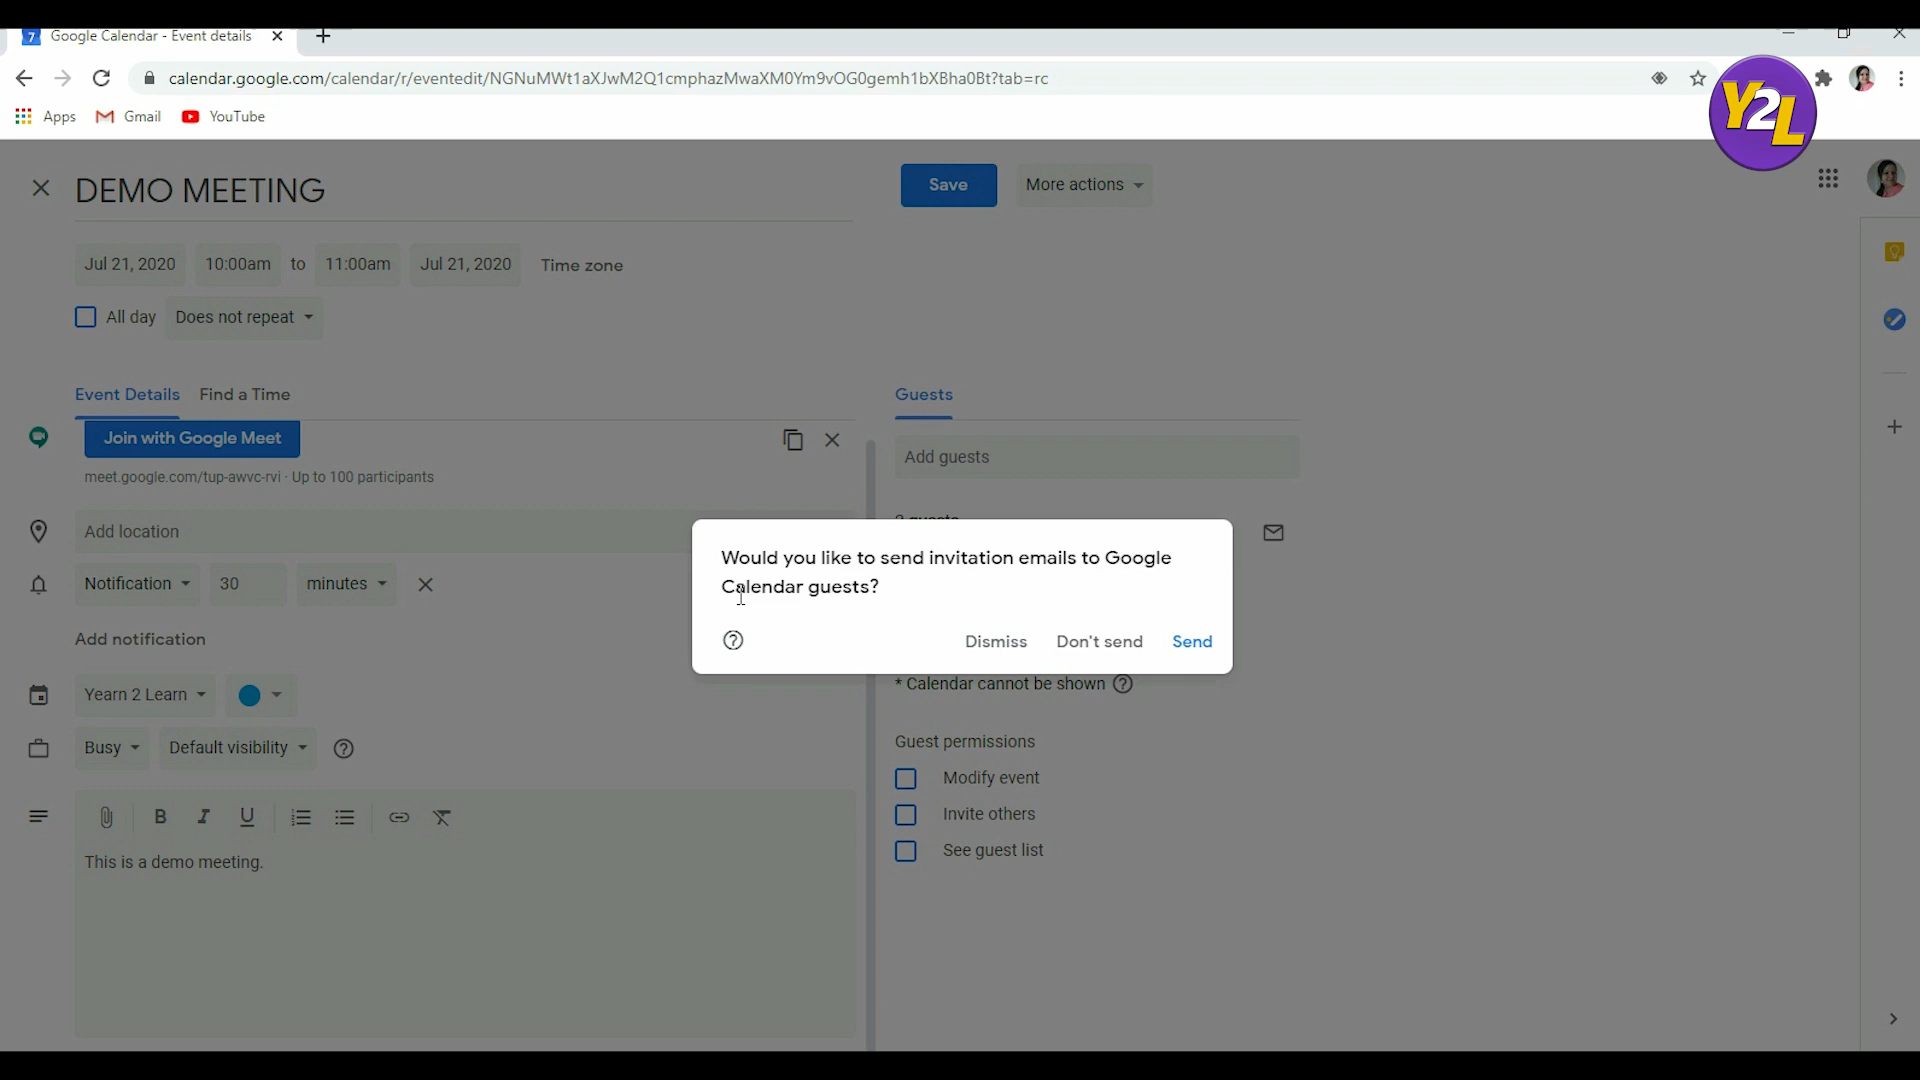 7 Google Calendar - Event details
calendar.google.com/calendar/r/eventedit/NGNuMWt1aXJwM2Q1cmphazMwaXM0Ym9vOG0gemh1bXBha0Bt?tab=rc
Apps Gmail YouTube
Y2L
DEMO MEETING
Save More actions
Jul 21, 2020 10:00am to 11:00am Jul 21, 2020 Time zone
All day Does not repeat
Event Details Find a Time
Guests
Join with Google Meet
meet.google.com/tup-awvc-rvi · Up to 100 participants
Add guests
Add location
guests
Would you like to send invitation emails to Google
Calendar guests?
Dismiss Don't send Send
Notification 30 minutes
Add notification
* Calendar cannot be shown
Yearn 2 Learn
Busy Default visibility
Guest permissions
Modify event
Invite others
See guest list
B I U
This is a demo meeting.